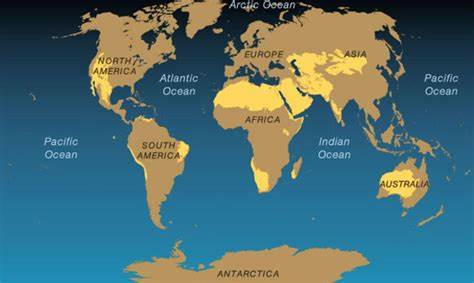 Arctic Ocean
NORTH
AMERICA
EUROPE
ASIA
Atlantic
Ocean
Pacific
Ocean
AFRICA
Pacific
Ocean
SOUTH
AMERICA
Indian
Ocean
AUSTRALIA
ANTARCTICA